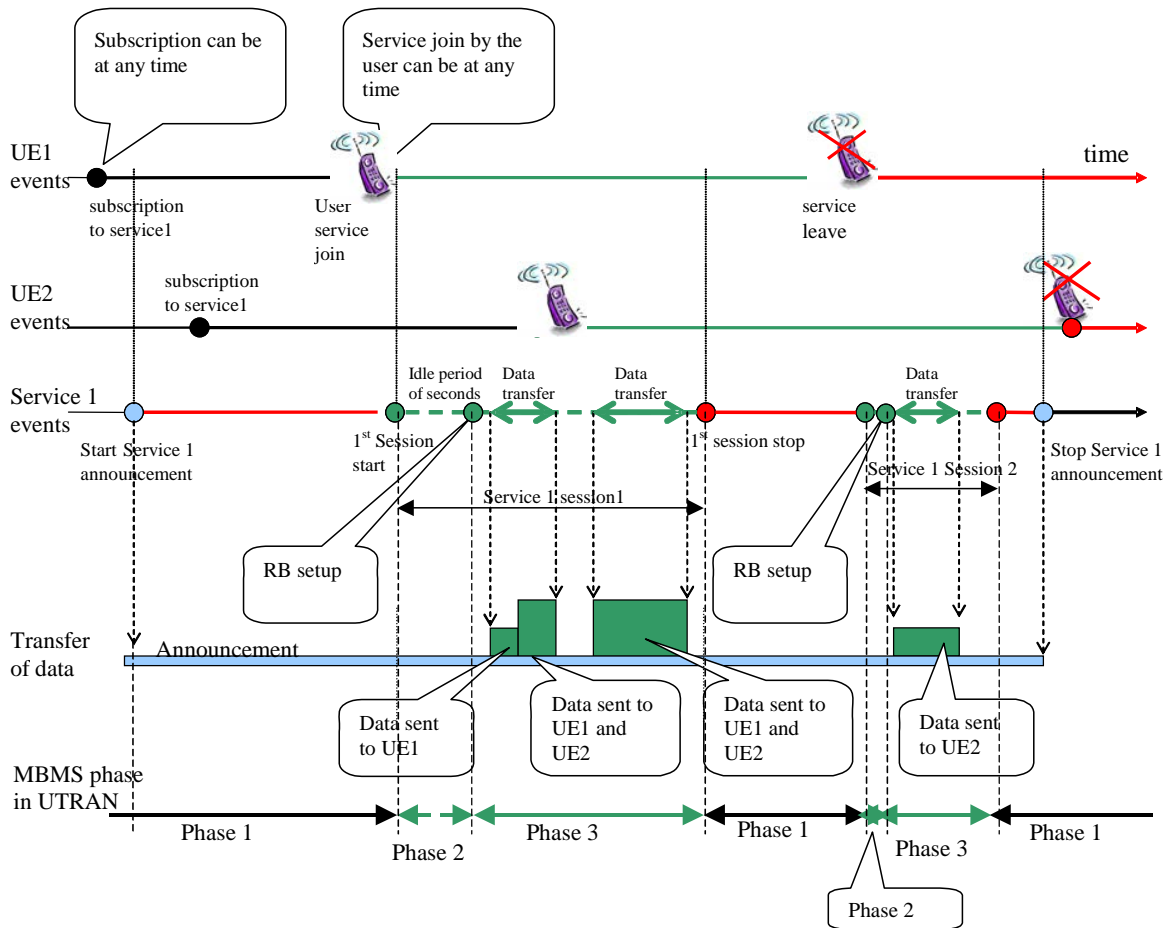 Subscription can be
at any time
Service join by the
user can be at any
time
UE1
events
time
subscription
to service1
User
service
join
service
leave
UE2
events
subscription
to service1
Service 1
events
Idle period
of seconds
Data
transfer
Data
transfer
Data
transfer
Start Service 1
announcement
1st Session
start
1st session stop
Stop Service 1
announcement
Service 1 session1
Service 1 Session 2
RB setup
RB setup
Transfer
of data
Announcement
Data sent
to UE1
Data sent to
UE1 and
UE2
Data sent to
UE1 and
UE2
Data sent
to UE2
MBMS phase
in UTRAN
Phase 1
Phase 2
Phase 3
Phase 1
Phase 3
Phase 1
Phase 2